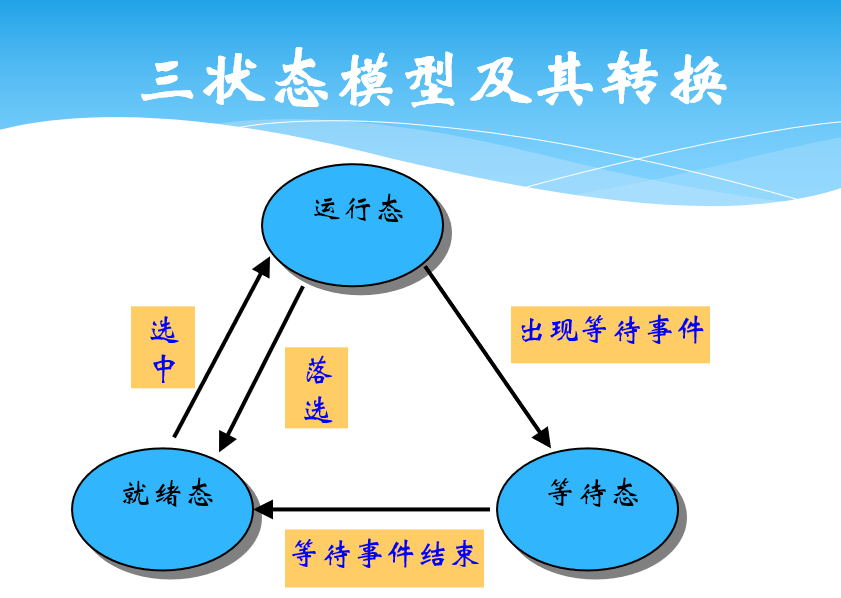 三状态模型及其转换
运行态
选
中
落
选
出现等待事件
就绪态
等待态
等待事件结束